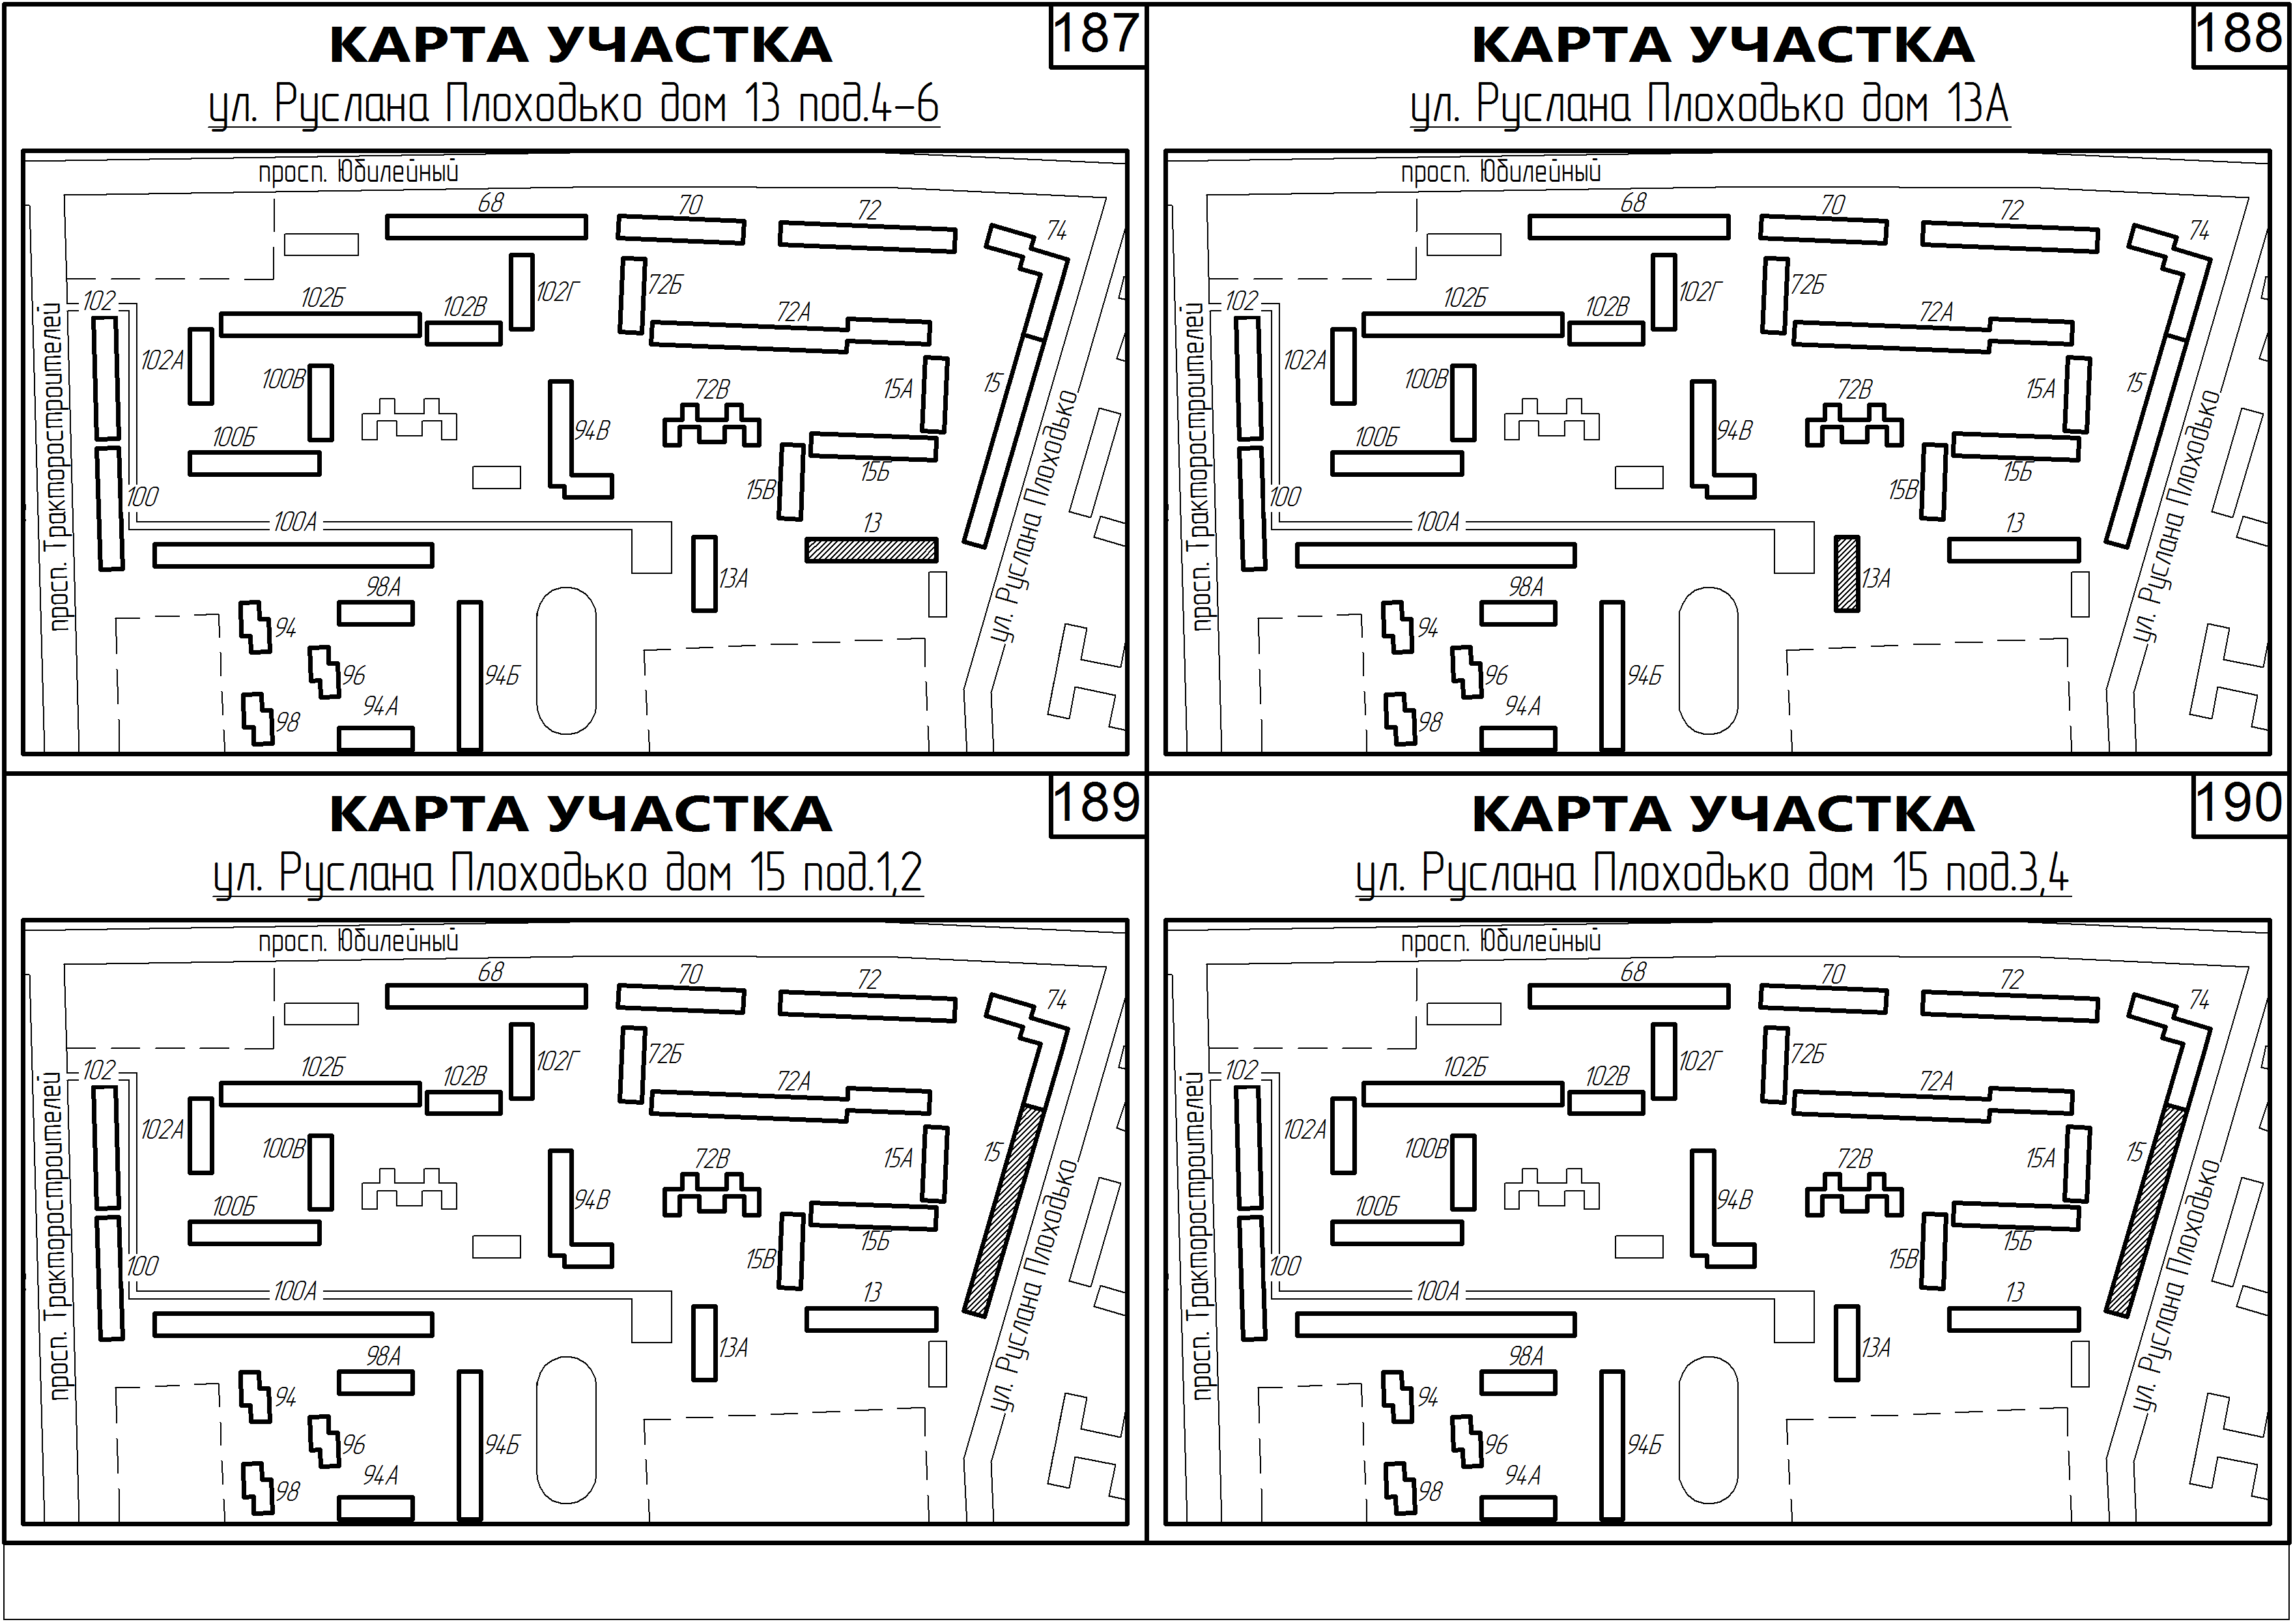 КАРТА УЧАСТКА
187
ул. Руслана Плоходько дом 13 под.4-6
просп. Юбилейный
68
70
72
74
102
102Б
102В
102Г
72Б
72А
102А
100В
72В
15А
15
94В
100Б
15Б
15В
100
100А
13
13А
98А
94
96
94Б
94А
98
просп. Тракторостроителей
ул. Руслана Плоходько
КАРТА УЧАСТКА
188
ул. Руслана Плоходько дом 13А
просп. Юбилейный
68
70
72
74
102
102Б
102В
102Г
72Б
72А
102А
100В
72В
15А
15
94В
100Б
15Б
15В
100
100А
13
13А
98А
94
96
94Б
94А
98
просп. Тракторостроителей
ул. Руслана Плоходько
КАРТА УЧАСТКА
189
ул. Руслана Плоходько дом 15 под.1,2
просп. Юбилейный
68
70
72
74
102
102Б
102В
102Г
72Б
72А
102А
100В
72В
15А
15
94В
100Б
15Б
15В
100
100А
13
13А
98А
94
96
94Б
94А
98
просп. Тракторостроителей
ул. Руслана Плоходько
КАРТА УЧАСТКА
190
ул. Руслана Плоходько дом 15 под.3,4
просп. Юбилейный
68
70
72
74
102
102Б
102В
102Г
72Б
72А
102А
100В
72В
15А
15
94В
100Б
15Б
15В
100
100А
13
13А
98А
94
96
94Б
94А
98
просп. Тракторостроителей
ул. Руслана Плоходько